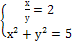 { x/y = 2
x² + y² = 5